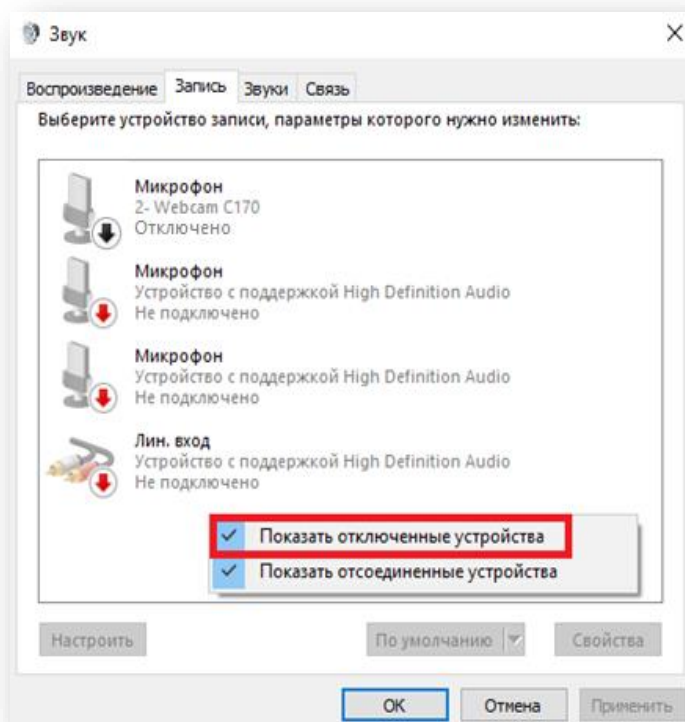 Звук
Воспроизведение Запись Звуки Связь
Выберите устройство записи, параметры которого нужно изменить:
Микрофон
2- Webcam C170
Отключено
Микрофон
Устройство с поддержкой High Definition Audio
Не подключено
Микрофон
Устройство с поддержкой High Definition Audio
Не подключено
Лин. вход
Устройство с поддержкой High Definition Audio
Не подключено
Показать отключенные устройства
Показать отсоединенные устройства
Настроить По умолчанию Свойства
ОК Отмена Применить